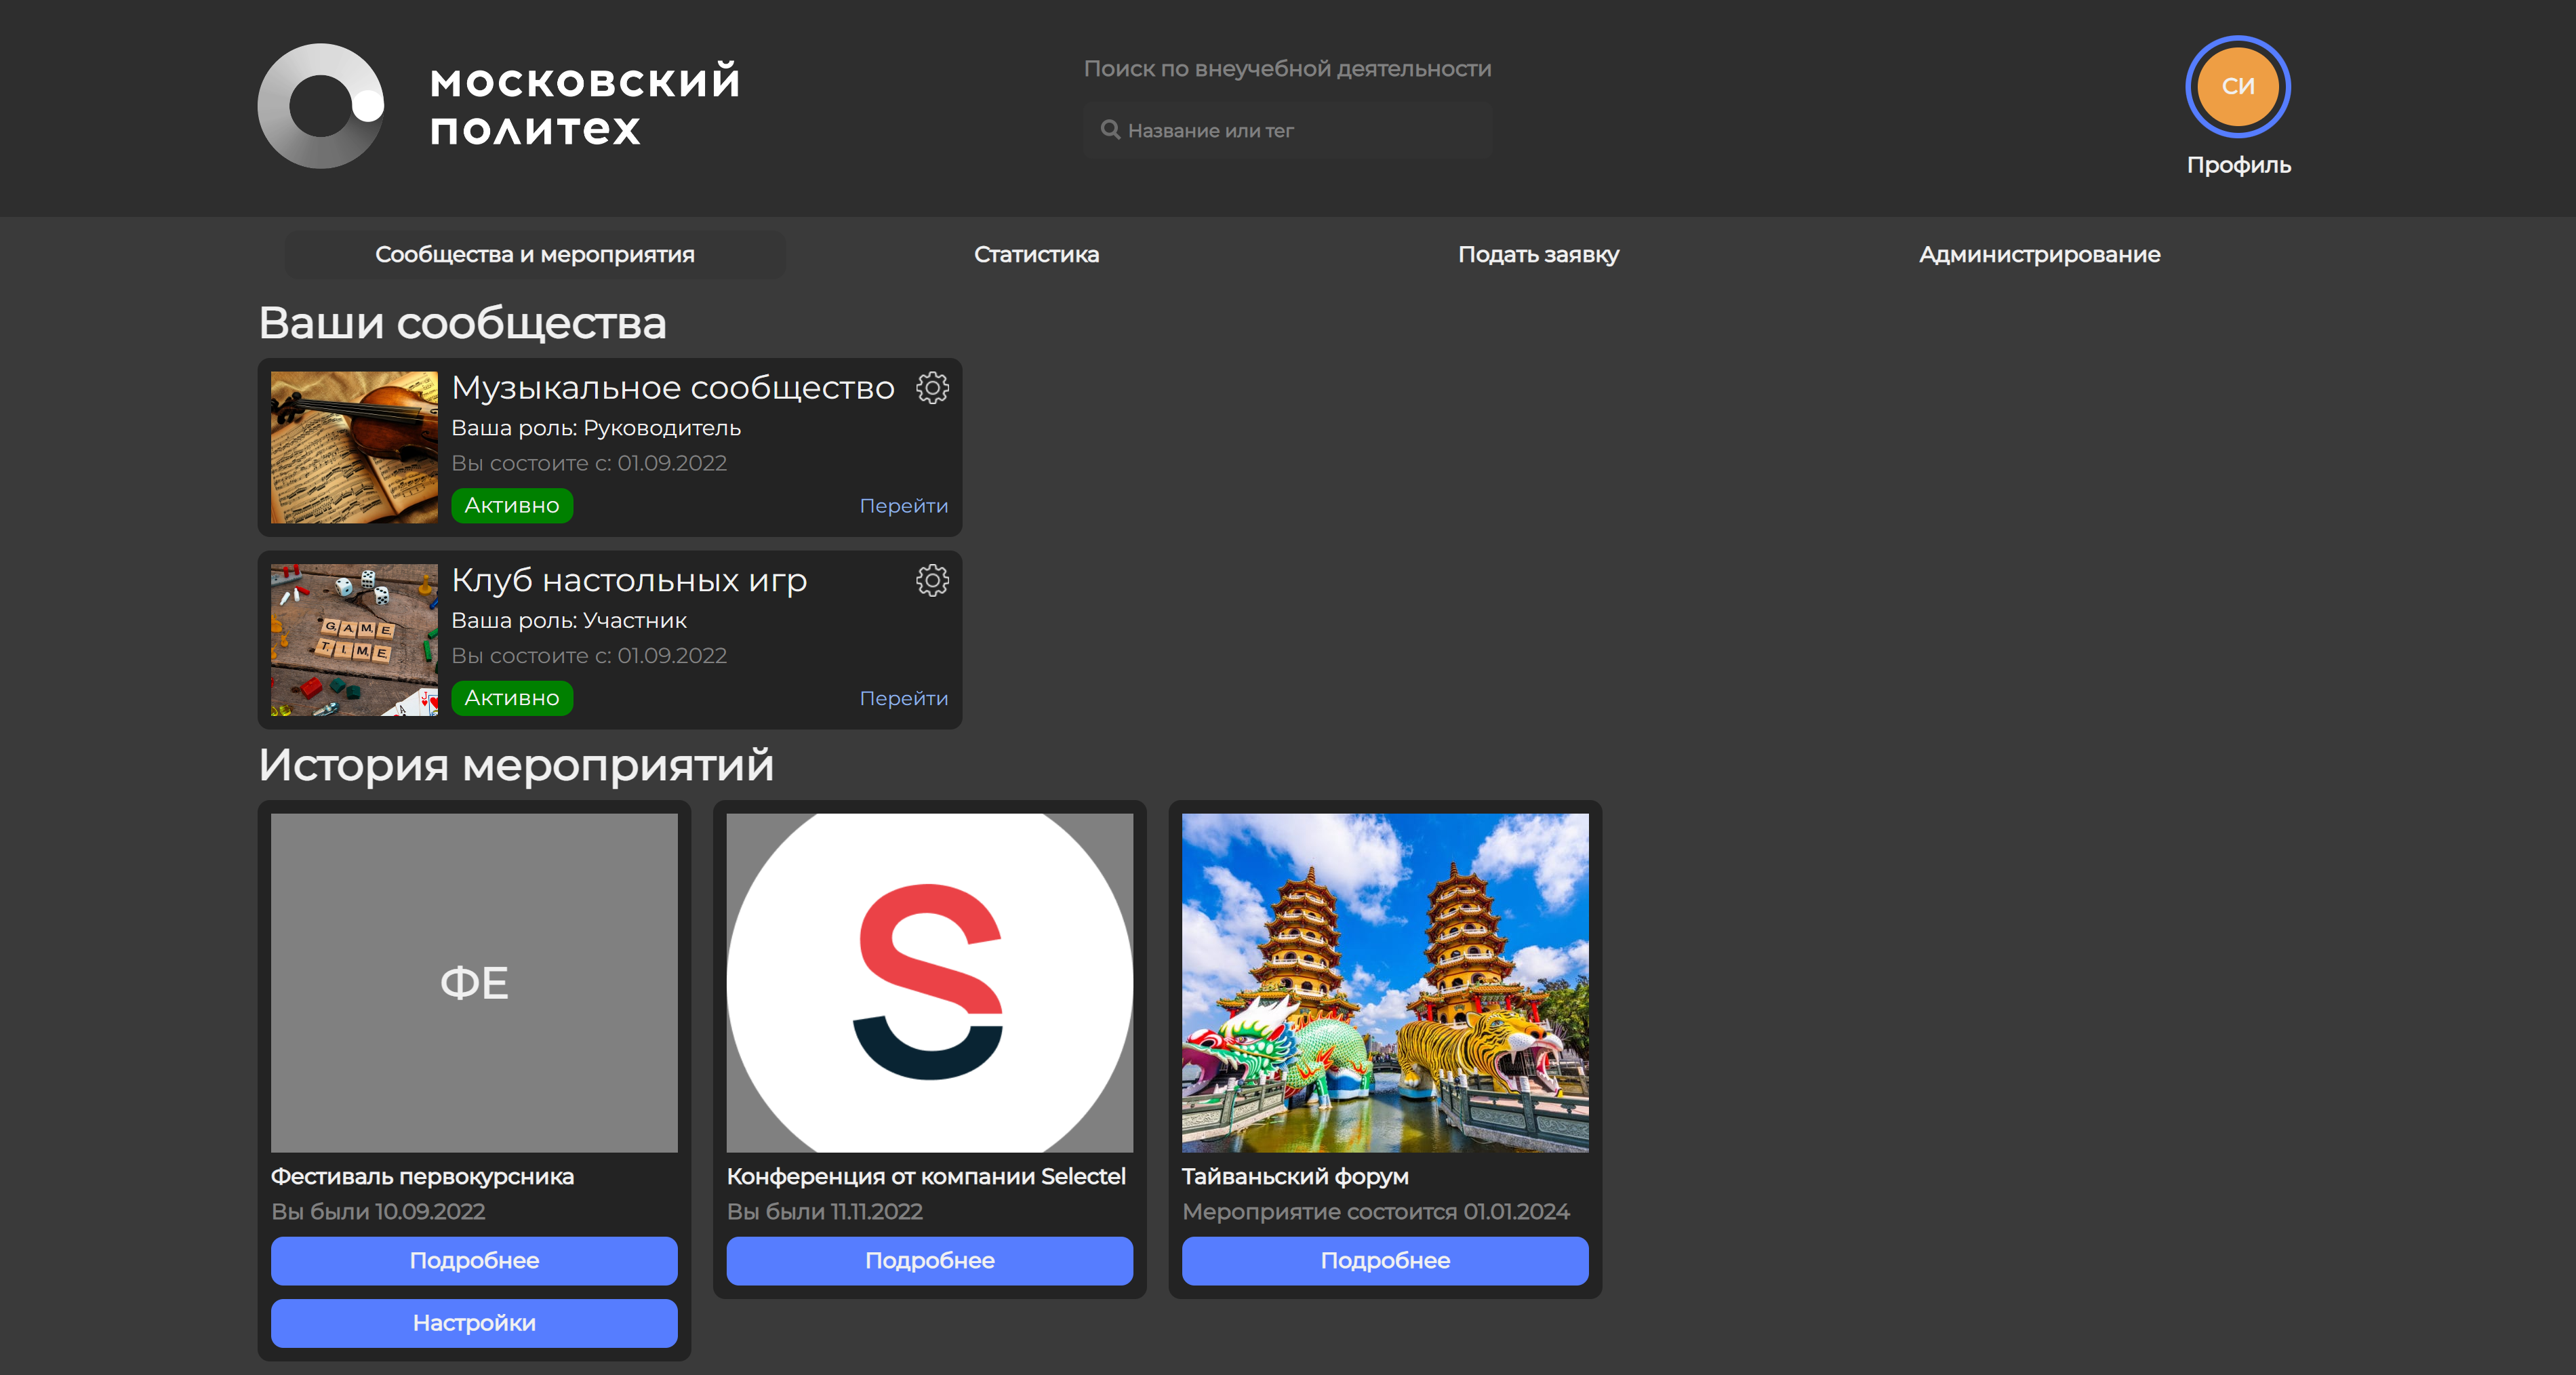 московский
политех
Поиск по внеучебной деятельности
Название или тег
СИ
Профиль
Сообщества и мероприятия
Статистика
Подать заявку
Администрирование
Ваши сообщества
Музыкальное сообщество
Ваша роль: Руководитель
Вы состоите с: 01.09.2022
Активно
Перейти
Клуб настольных игр
GAME
TIME
Ваша роль: Участник
Вы состоите с: 01.09.2022
Активно
Перейти
История мероприятий
ФЕ
S
Фестиваль первокурсника
Вы были 10.09.2022
Подробнее
Настройки
Конференция от компании Selectel
Вы были 11.11.2022
Подробнее
Тайваньский форум
Мероприятие состоится 01.01.2024
Подробнее